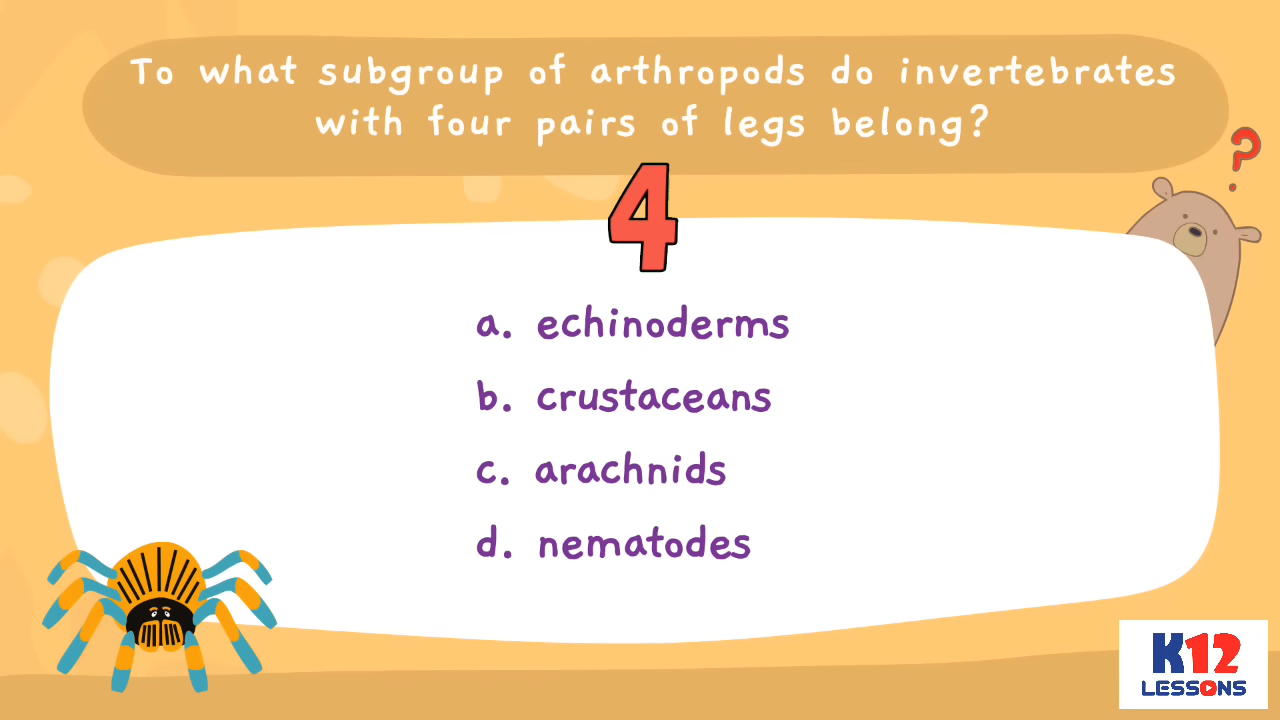 To what subgroup of arthropods do invertebrates
with four pairs of legs belong?
?
4
a. echinoderms
b. crustaceans
c. arachnids
d. nematodes
K12
LESSONS